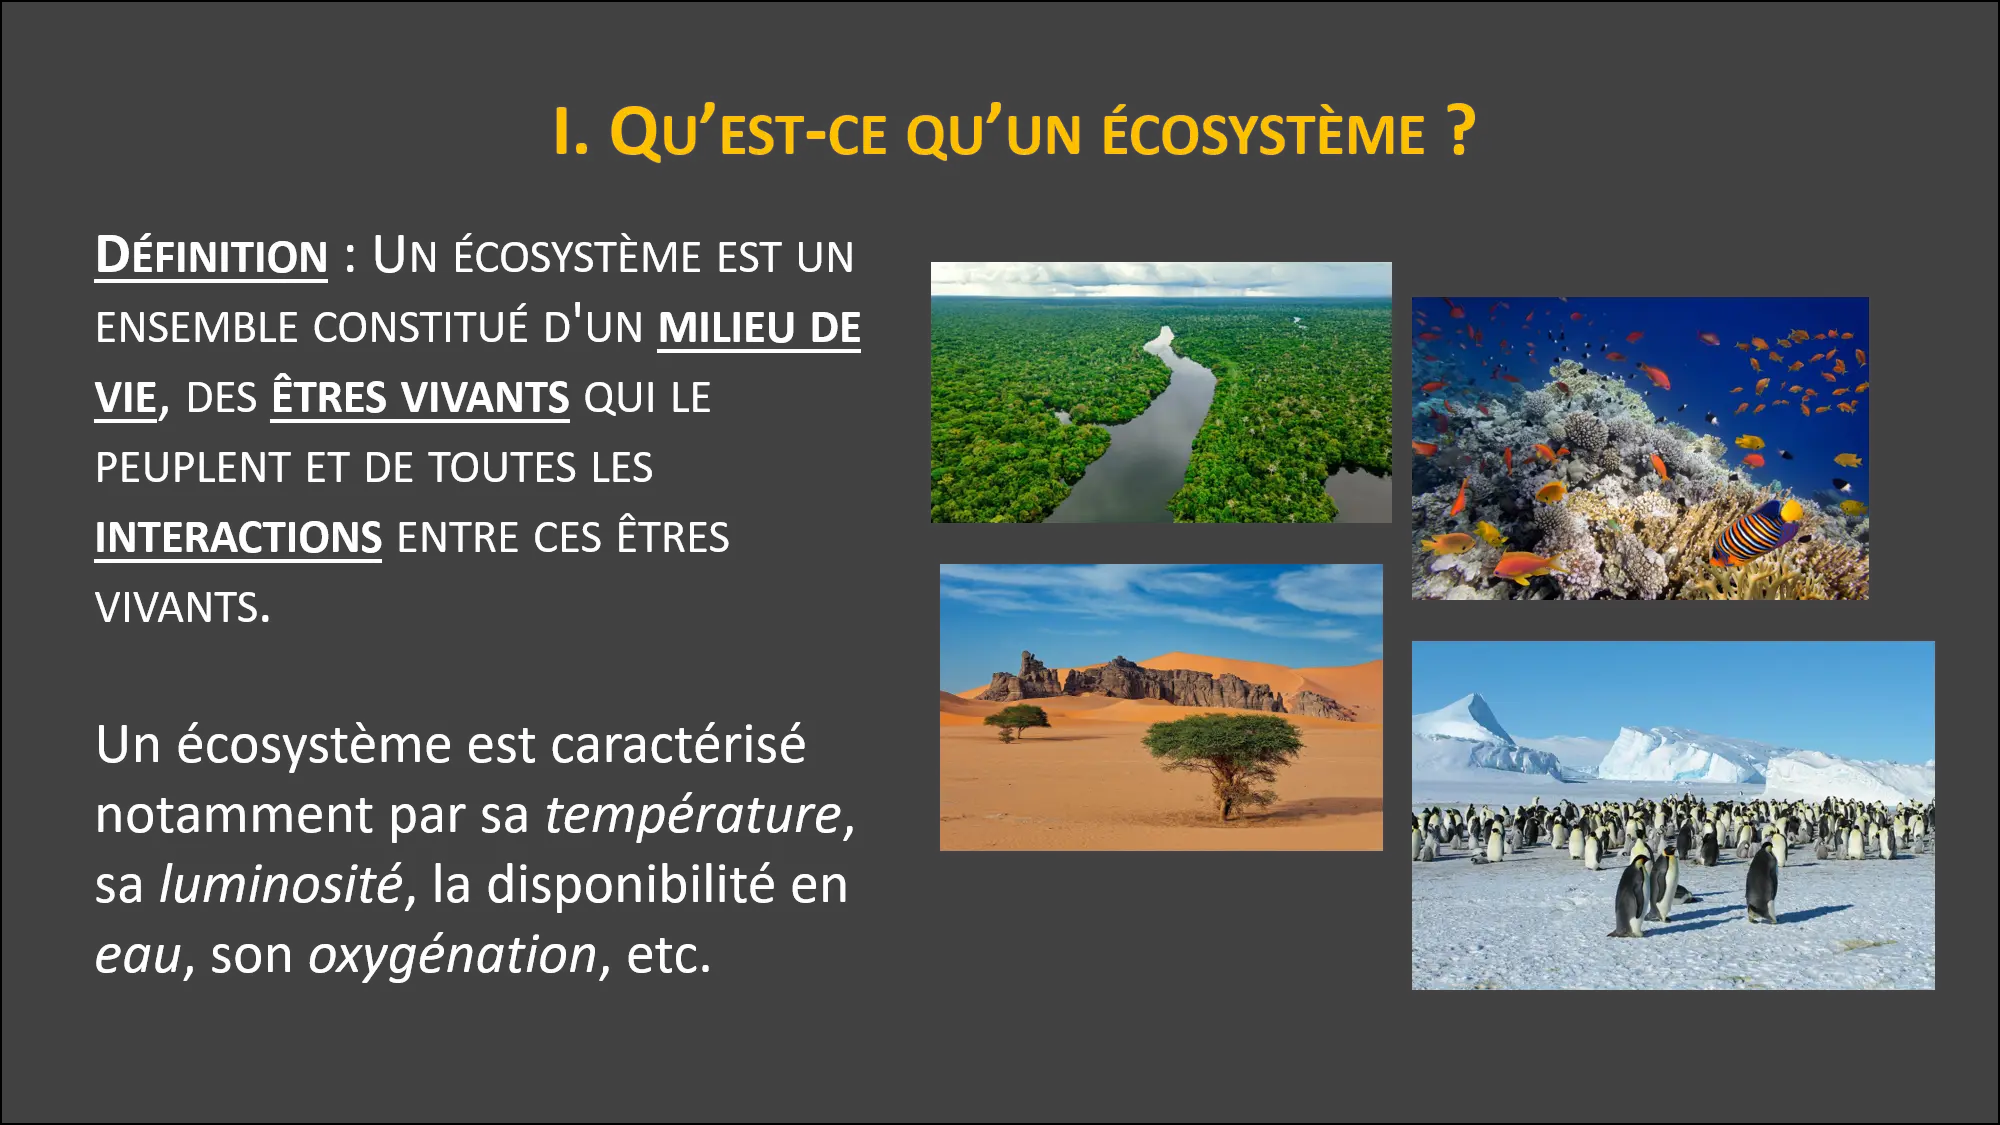 I. Qu’est-ce qu’un écosystème ?
Définition : Un écosystème est un
ensemble constitué d'un milieu de
vie, des êtres vivants qui le
peuplent et de toutes les
interactions entre ces êtres
vivants.
Un écosystème est caractérisé
notamment par sa température,
sa luminosité, la disponibilité en
eau, son oxygénation, etc.